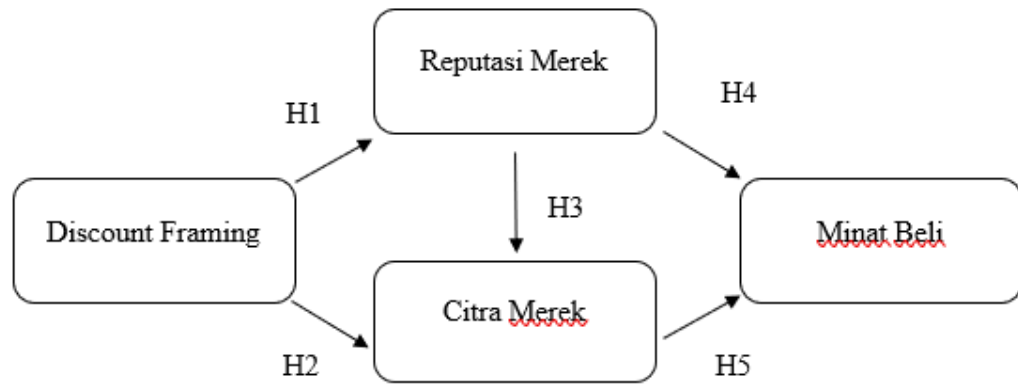 Reputasi Merek
H4
H1
Discount Framing
H3
Minat Beli
Citra Merek
H2
H5